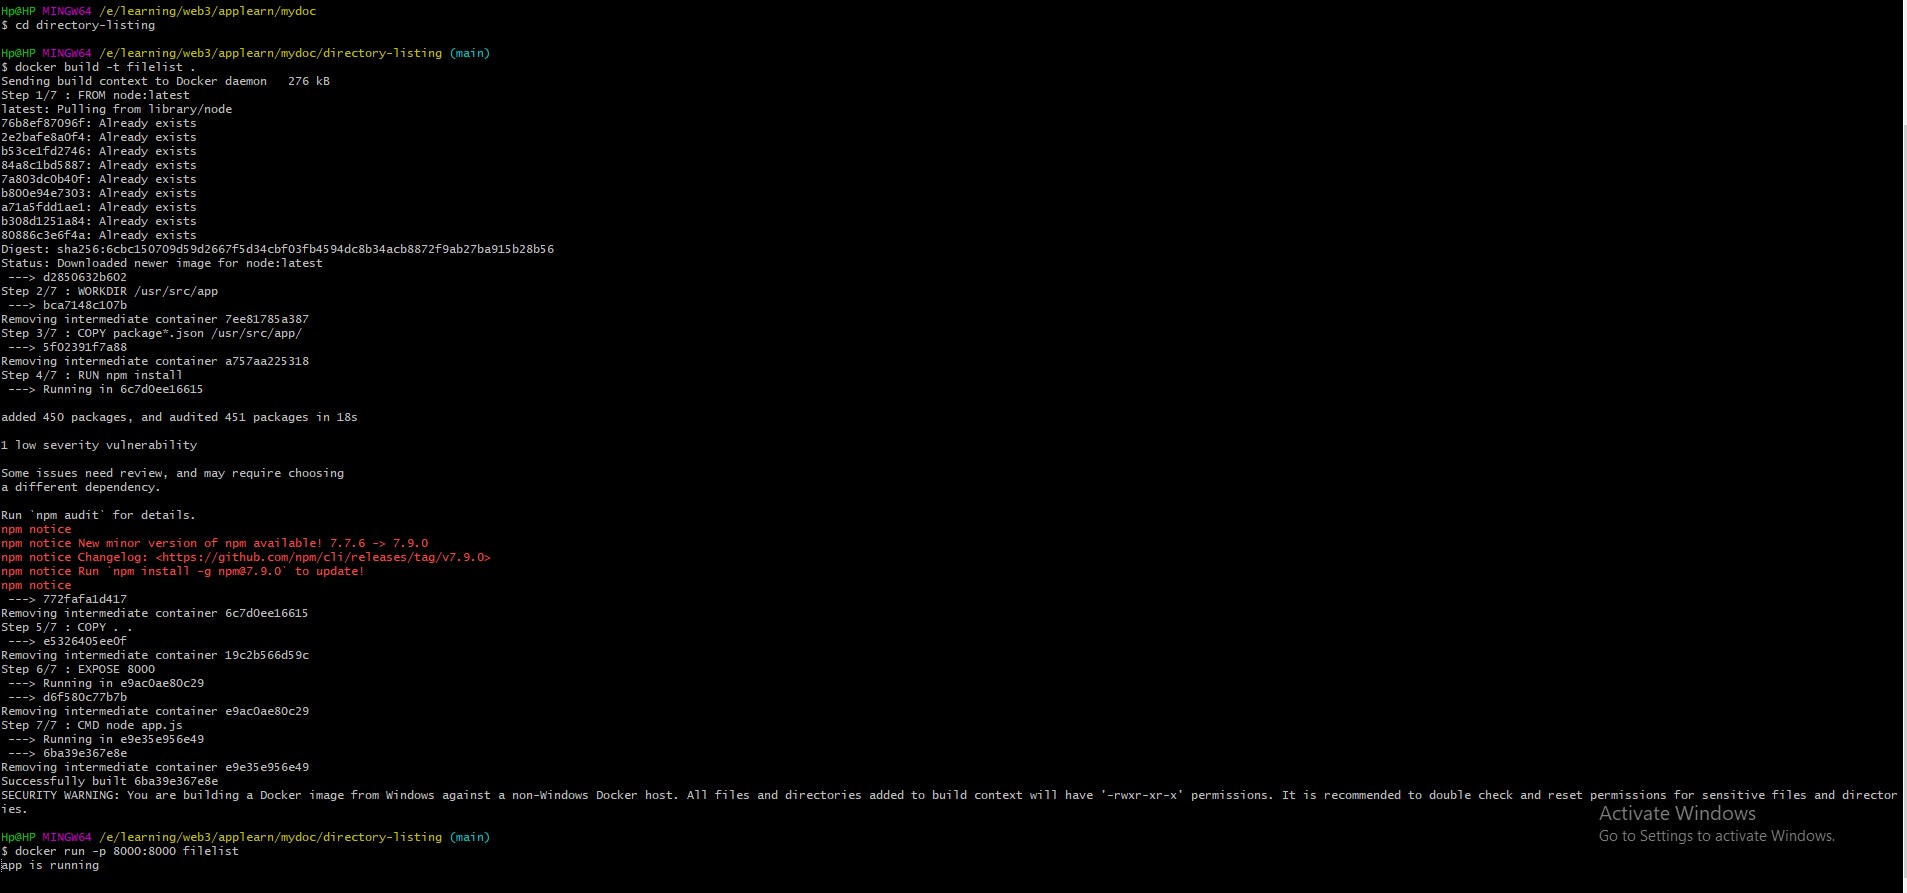 Hp@HP MINGW64 /e/learning/web3/applearn/mydoc
$ cd directory-listing
Hp@HP MINGW64 /e/learning/web3/applearn/mydoc/directory-listing (main)
$ docker build -t filelist .
Sending build context to Docker daemon   276 kB
Step 1/7 : FROM node:latest
latest: Pulling from library/node
76b8ef87096f: Already exists
2e2bafe8a0f4: Already exists
b53ce1fd2746: Already exists
84a8c1bd5887: Already exists
7a803dc0b40f: Already exists
b800e94e7303: Already exists
a71a5fdd1ae1: Already exists
b308d1251a84: Already exists
80886c3e6f4a: Already exists
Digest: sha256:6cbc150709d59d2667f5d34cbf03fb4594dc8b34acb8872f9ab27ba915b28b56
Status: Downloaded newer image for node:latest
 ---> d2850632b602
Step 2/7 : WORKDIR /usr/src/app
 ---> bca7148c107b
Removing intermediate container 7ee81785a387
Step 3/7 : COPY package*.json /usr/src/app/
 ---> 5f02391f7a88
Removing intermediate container a757aa225318
Step 4/7 : RUN npm install
 ---> Running in 6c7d0ee16615
added 450 packages, and audited 451 packages in 18s
1 low severity vulnerability
Some issues need review, and may require choosing
a different dependency.
Run `npm audit` for details.
npm notice
npm notice New minor version of npm available! 7.7.6 -> 7.9.0
npm notice Changelog: <https://github.com/npm/cli/releases/tag/v7.9.0>
npm notice Run `npm install -g npm@7.9.0` to update!
npm notice
 ---> 772fafa1d417
Removing intermediate container 6c7d0ee16615
Step 5/7 : COPY . .
 ---> e5326405ee0f
Removing intermediate container 19c2b566d59c
Step 6/7 : EXPOSE 8000
 ---> Running in e9ac0ae80c29
 ---> d6f580c77b7b
Removing intermediate container e9ac0ae80c29
Step 7/7 : CMD node app.js
 ---> Running in e9e35e956e49
 ---> 6ba39e367e8e
Removing intermediate container e9e35e956e49
Successfully built 6ba39e367e8e
SECURITY WARNING: You are building a Docker image from Windows against a non-Windows Docker host. All files and directories added to build context will have '-rwxr-xr-x' permissions. It is recommended to double check and reset permissions for sensitive files and director
ies.
Activate Windows
Go to Settings to activate Windows.
Hp@HP MINGW64 /e/learning/web3/applearn/mydoc/directory-listing (main)
$ docker run -p 8000:8000 filelist
app is running